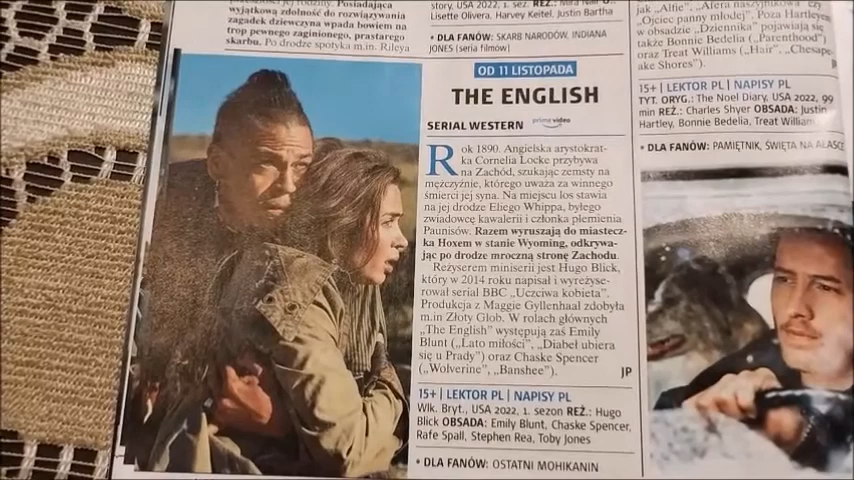 wyjątkową zdolność do rozwiązywania
zagadek dziewczyna wpada bowiem na
trop pewnego zaginionego, prastarego
skarbu. Po drodze spotyka m.in. Rileya
story, USA 2022, 1. sez. REŻ.:
Lisette Olivera, Harvey Keitel, Justin Bartha
• DLA FANÓW: SKARB NARODÓW, INDIANA
JONES (seria filmów)
OD 11 LISTOPADA
THE ENGLISH
SERIAL WESTERN prime video
Rok 1890. Angielska arystokrat-
ka Cornelia Locke przybywa
na Zachód, szukając zemsty na
mężczyźnie, którego uważa za winnego
śmierci jej syna. Na miejscu los stawia
na jej drodze Eliego Whippa, byłego
zwiadowcę kawalerii i członka plemienia
Paunisów. Razem wyruszają do miastecz-
ka Hoxem w stanie Wyoming, odkrywa-
jąc po drodze mroczną stronę Zachodu.
Reżyserem miniserii jest Hugo Blick,
który w 2014 roku napisał i wyreżyse-
rował serial BBC „Uczciwa kobieta".
Produkcja z Maggie Gyllenhaal zdobyła
m.in Złoty Glob. W rolach głównych
„The English" występują zaś Emily
Blunt („Lato miłości", „Diabeł ubiera
się u Prady") oraz Chaske Spencer
(„Wolverine", „Banshee"). JP
15+ | LEKTOR PL | NAPISY PL
Wlk. Bryt., USA 2022, 1. sezon REŻ.: Hugo
Blick OBSADA: Emily Blunt, Chaske Spencer,
Rafe Spall, Stephen Rea, Toby Jones
• DLA FANÓW: OSTATNI MOHIKANIN
jak „Alfie", „Afera naszyjnikowa"
„Ojciec panny młodej". Poza Hartleyem
w obsadzie „Dziennika" pojawiają się
także Bonnie Bedelia („Parenthood")
oraz Treat Williams („Hair", „Chesape-
ake Shores").
15+ | LEKTOR PL | NAPISY PL
TYT. ORYG.: The Noel Diary, USA 2022, 99
min REŻ.: Charles Shyer OBSADA: Justin
Hartley, Bonnie Bedelia, Treat William
• DLA FANÓW: PAMIĘTNIK, ŚWIĘTA NA ALASCE